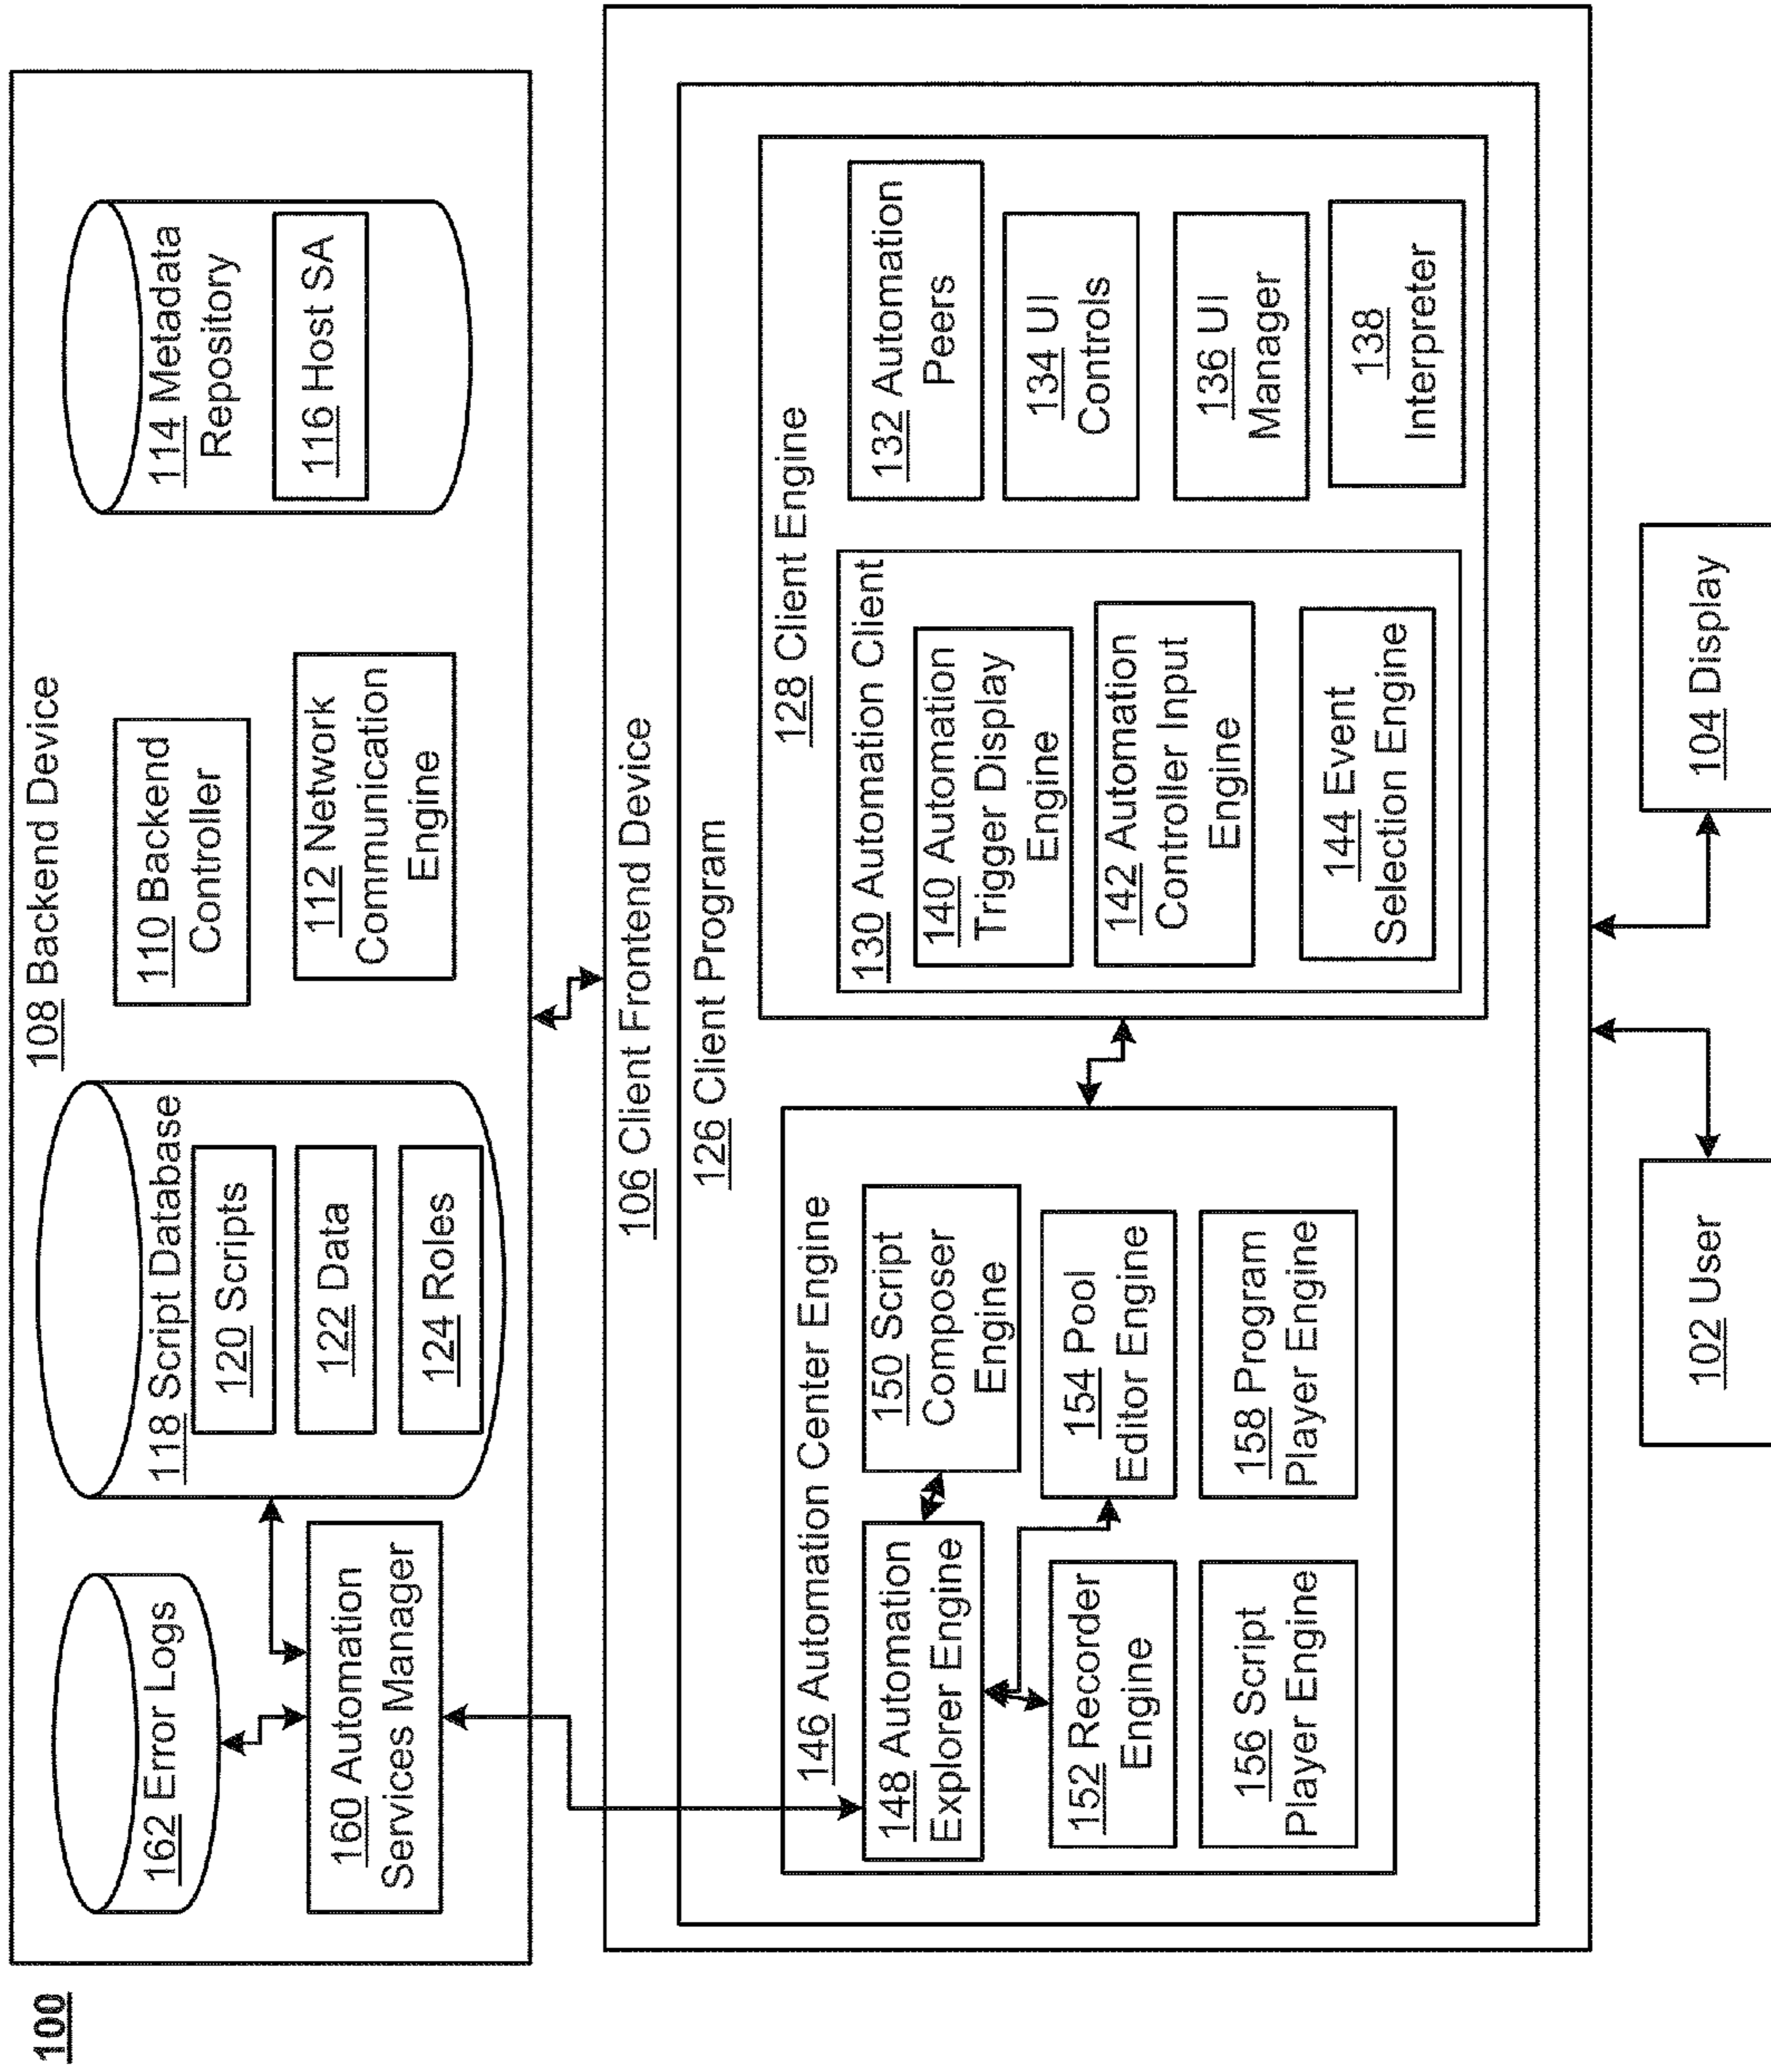 100
108 Backend Device
162 Error Logs
160 Automation
Services Manager
118 Script Database
120 Scripts
122 Data
124 Roles
110 Backend
Controller
112 Network
Communication
Engine
114 Metadata
Repository
116 Host SA
106 Client Frontend Device
126 Client Program
146 Automation Center Engine
148 Automation
Explorer Engine
150 Script
Composer
Engine
152 Recorder
Engine
154 Pool
Editor Engine
156 Script
Player Engine
158 Program
Player Engine
128 Client Engine
130 Automation Client
140 Automation
Trigger Display
Engine
142 Automation
Controller Input
Engine
144 Event
Selection Engine
132 Automation
Peers
134 UI
Controls
136 UI
Manager
138
Interpreter
102 User
104 Display